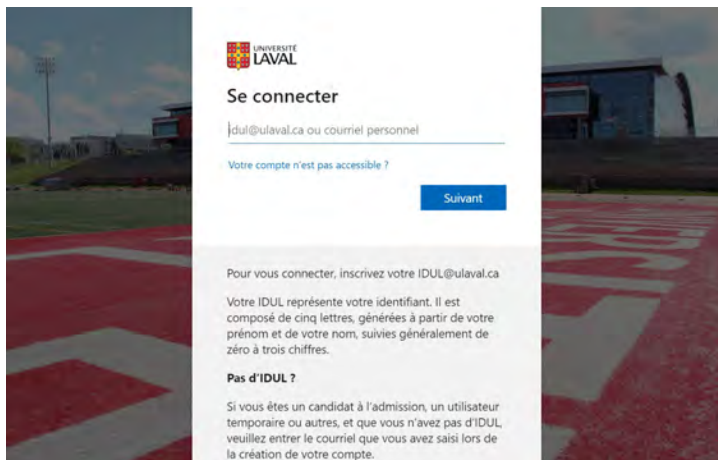 UNIVERSITÉ
LAVAL
Se connecter
idul@ulaval.ca ou courriel personnel
Votre compte n'est pas accessible ?
Suivant
Pour vous connecter, inscrivez votre IDUL@ulaval.ca
Votre IDUL représente votre identifiant. Il est
composé de cinq lettres, générées à partir de votre
prénom et de votre nom, suivies généralement de
zéro à trois chiffres.
Pas d'IDUL ?
Si vous êtes un candidat à l'admission, un utilisateur
temporaire ou autres, et que vous n'avez pas d'IDUL,
veuillez entrer le courriel que vous avez saisi lors de
la création de votre compte.